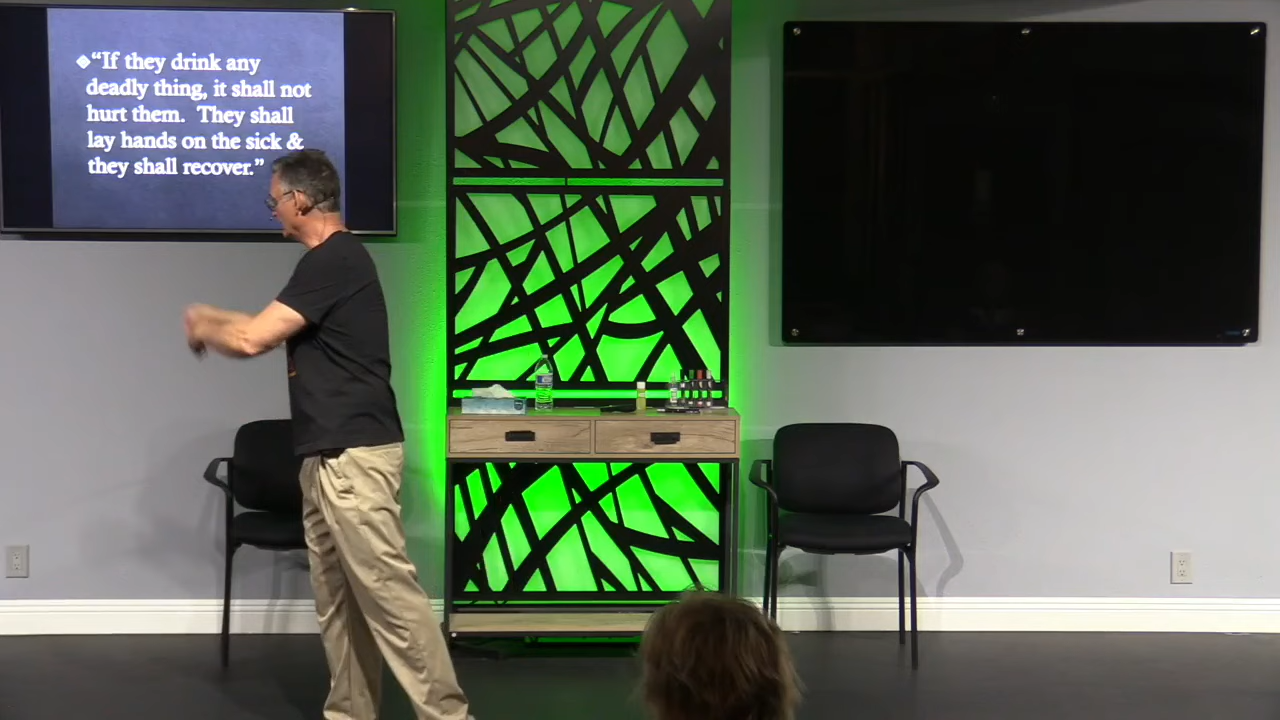 ◆“If they drink any
deadly thing, it shall not
hurt them.  They shall
lay hands on the sick &
they shall recover.”